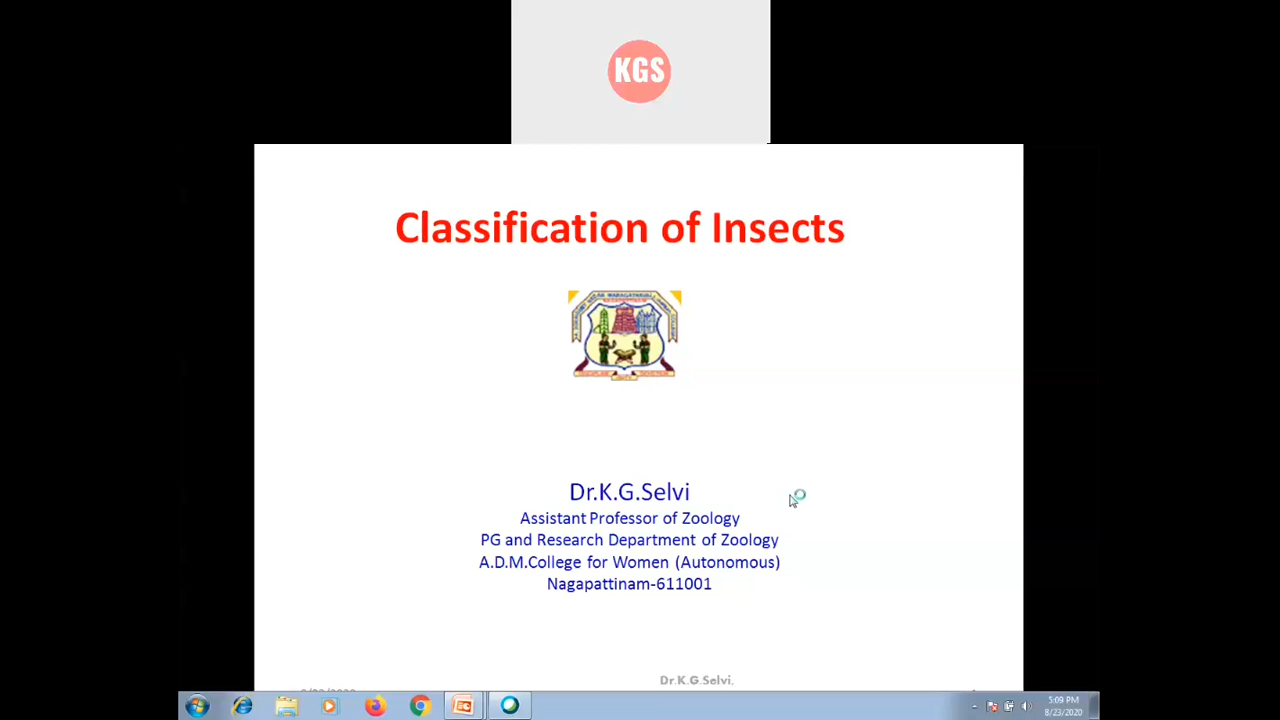 KGS
Classification of Insects
Dr.K.G.Selvi
Assistant Professor of Zoology
PG and Research Department of Zoology
A.D.M.College for Women (Autonomous)
Nagapattinam-611001
Dr.K.G.Selvi.
5:09 PM
8/23/2020